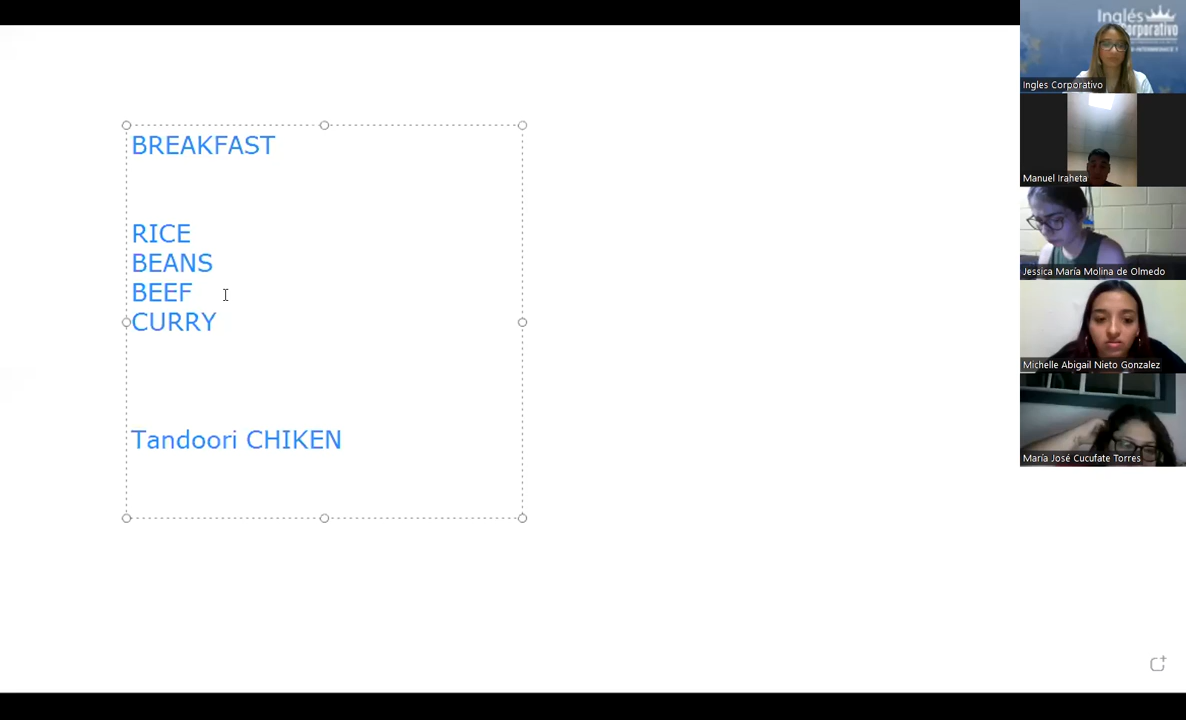 BREAKFAST
RICE
BEANS
BEEF
CURRY
Tandoori CHIKEN
Inglés
Corporativo
Ingles Corporativo
Manuel Iraheta
Jessica María Molina de Olmedo
Michelle Abigail Nieto Gonzalez
María José Cucufate Torres